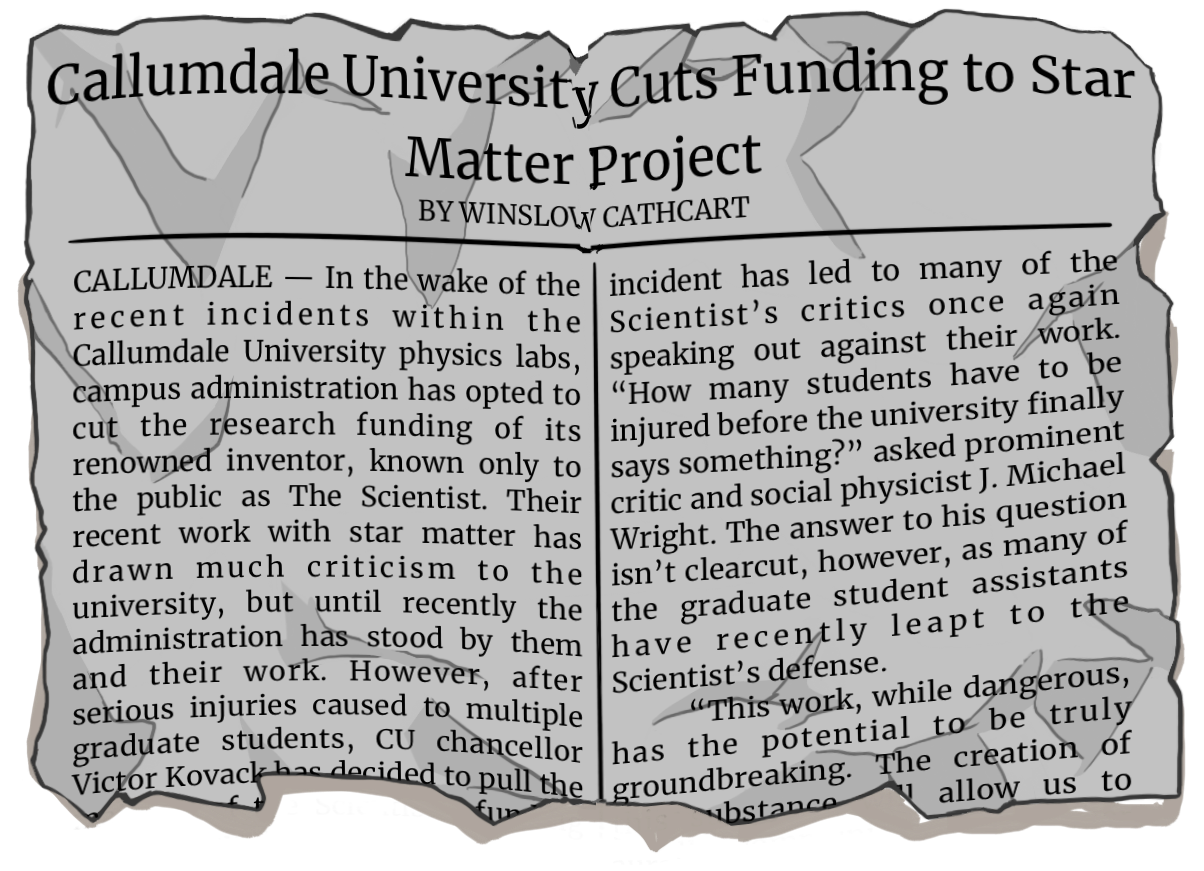 Callumdale University Cuts Funding to Star
Matter Project
BY WINSLOW CATHCART
CALLUMDALE — In the wake of the
recent incidents within the
Callumdale University physics labs,
campus administration has opted to
cut the research funding of its
renowned inventor, known only to
the public as The Scientist. Their
recent work with star matter has
drawn much criticism to the
university, but until recently the
administration has stood by them
and their work. However, after
serious injuries caused to multiple
graduate students, CU chancellor
Victor Kovack has decided to pull the
incident has led to many of the
Scientist’s critics once again
speaking out against their work.
“How many students have to be
injured before the university finally
says something?” asked prominent
critic and social physicist J. Michael
Wright. The answer to his question
isn’t clearcut, however, as many of
the graduate student assistants
have recently leapt to the
Scientist’s defense.
“This work, while dangerous,
has the potential to be truly
groundbreaking. The creation of
allow us to